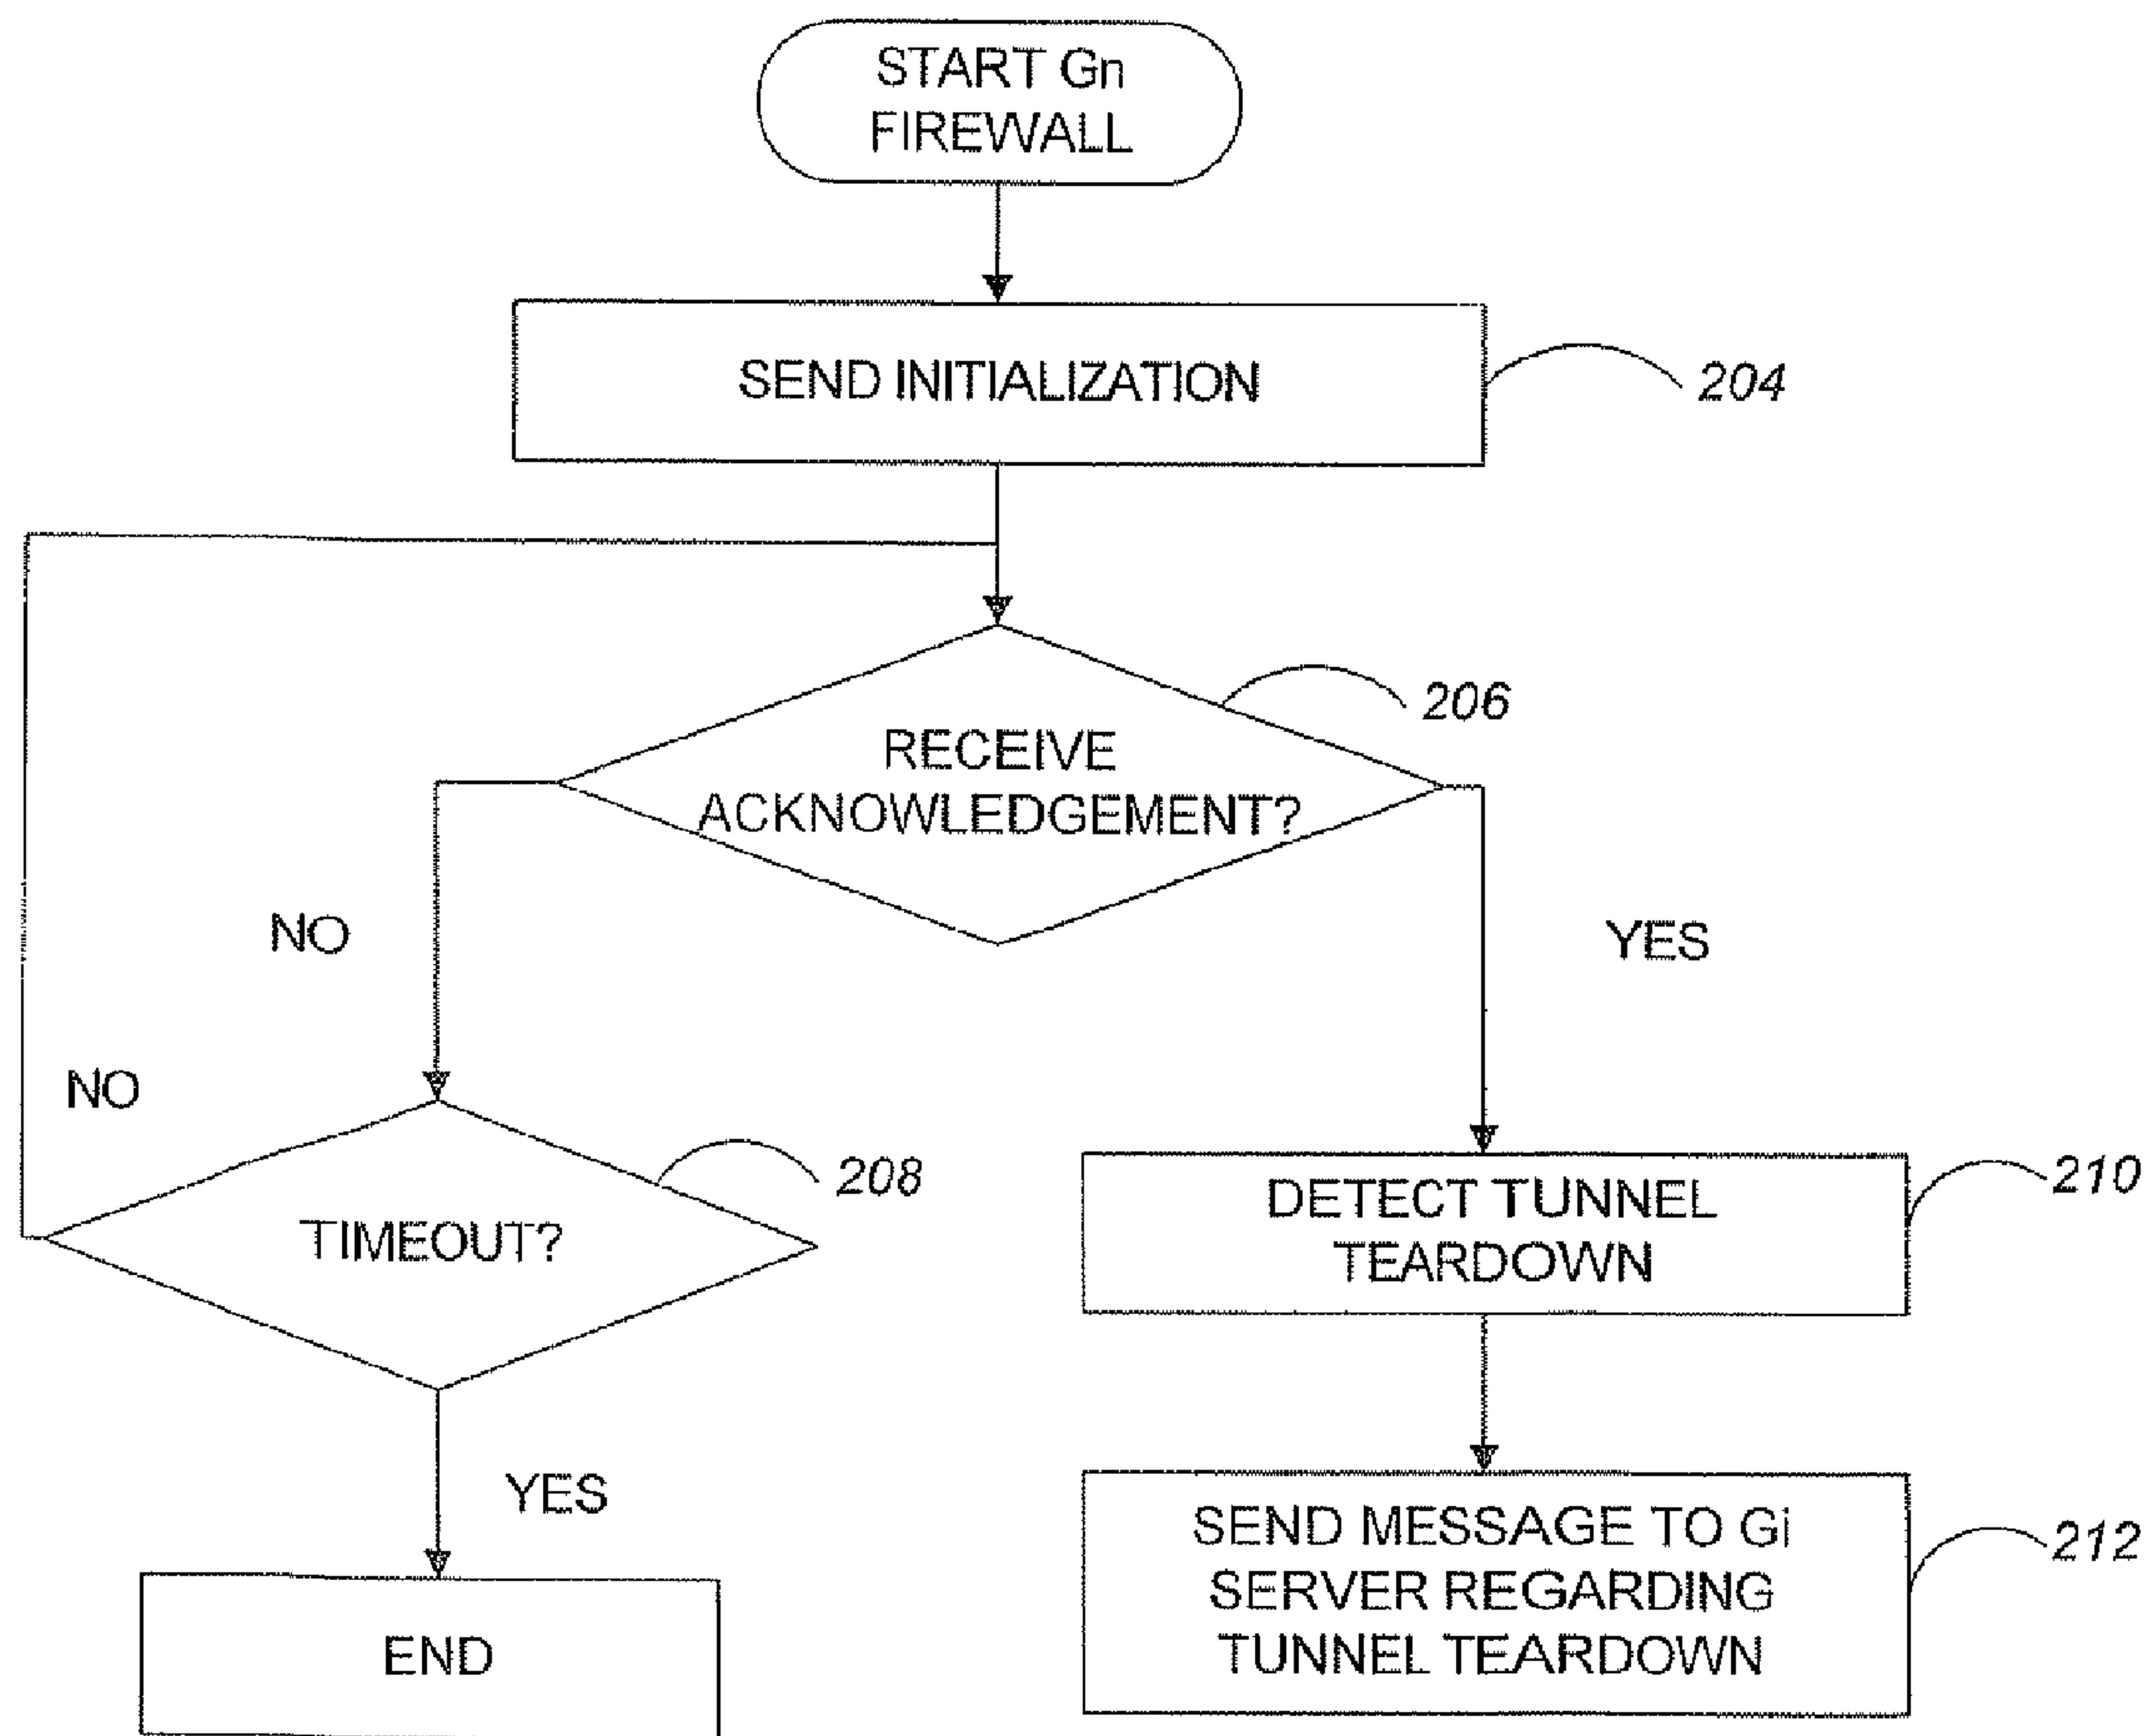 START Gn
FIREWALL
SEND INITIALIZATION
204
206
RECEIVE
ACKNOWLEDGEMENT?
NO
YES
NO
208
TIMEOUT?
210
DETECT TUNNEL
TEARDOWN
YES
212
SEND MESSAGE TO Gi
SERVER REGARDING
TUNNEL TEARDOWN
END